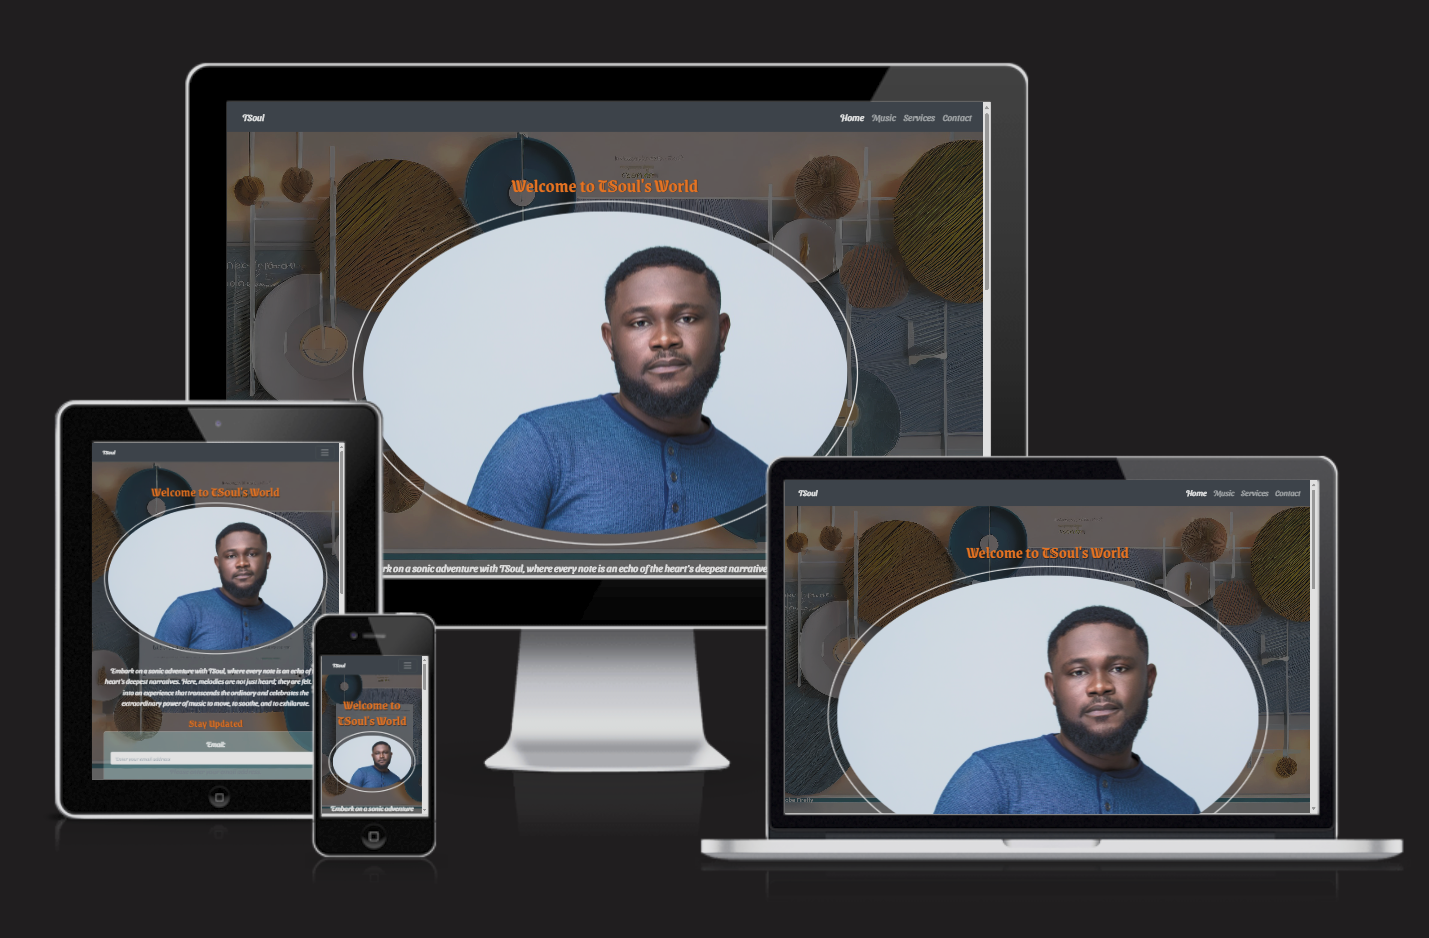 TSoul
Home Music Services Contact
Welcome to TSoul's World
rk on a sonic adventure with TSoul, where every note is an echo of the heart's deepest narrative
TSoul
Welcome to TSoul's World
Embark on a sonic adventure with TSoul, where every note is an echo of
heart's deepest narratives. Here, melodies are not just heard; they are felt,
into an experience that transcends the ordinary and celebrates the
extraordinary power of music to move, to soothe, and to exhilarate.
Stay Updated
Email:
Enter your email address
TSoul
Welcome to
TSoul's World
Embark on a sonic adventure
TSoul
Home Music Services Contact
Welcome to TSoul's World
obe Firefly